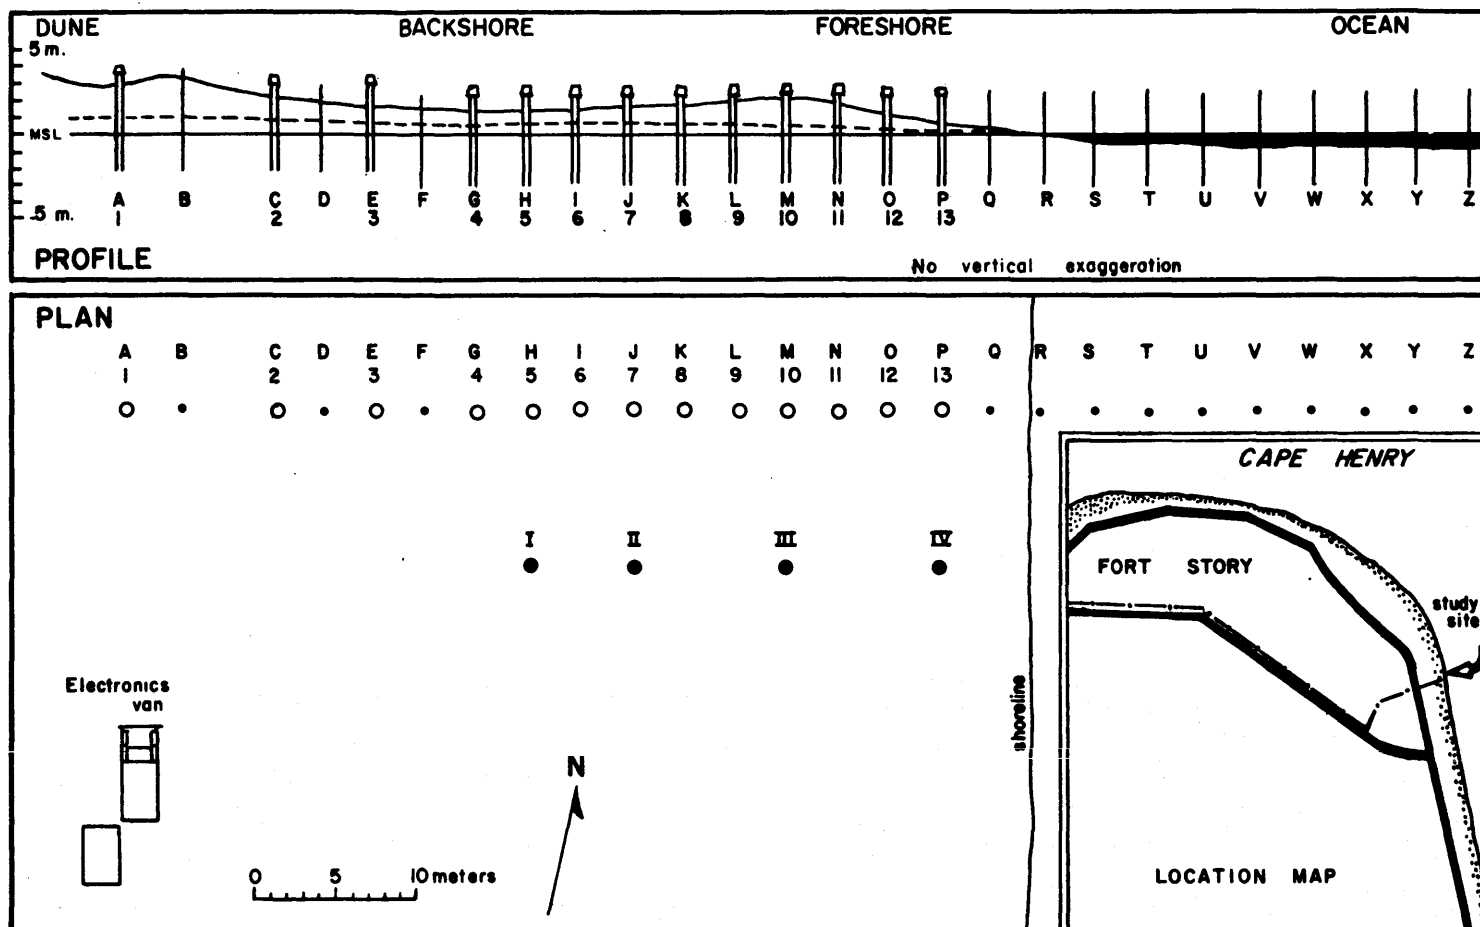 DUNE BACKSHORE FORESHORE OCEAN
5 m.
MSL
A B C D E F G H I J K L M N O P Q R S T U V W X Y Z
1 2 3 4 5 6 7 8 9 10 11 12 13
-5 m.
PROFILE
No vertical exaggeration
PLAN
A B C D E F G H I J K L M N O P Q R S T U V W X Y Z
1 2 3 4 5 6 7 8 9 10 11 12 13
CAPE HENRY
I II III IV
FORT STORY
study
site
Electronics
van
shoreline
N
0 5 10 meters
LOCATION MAP